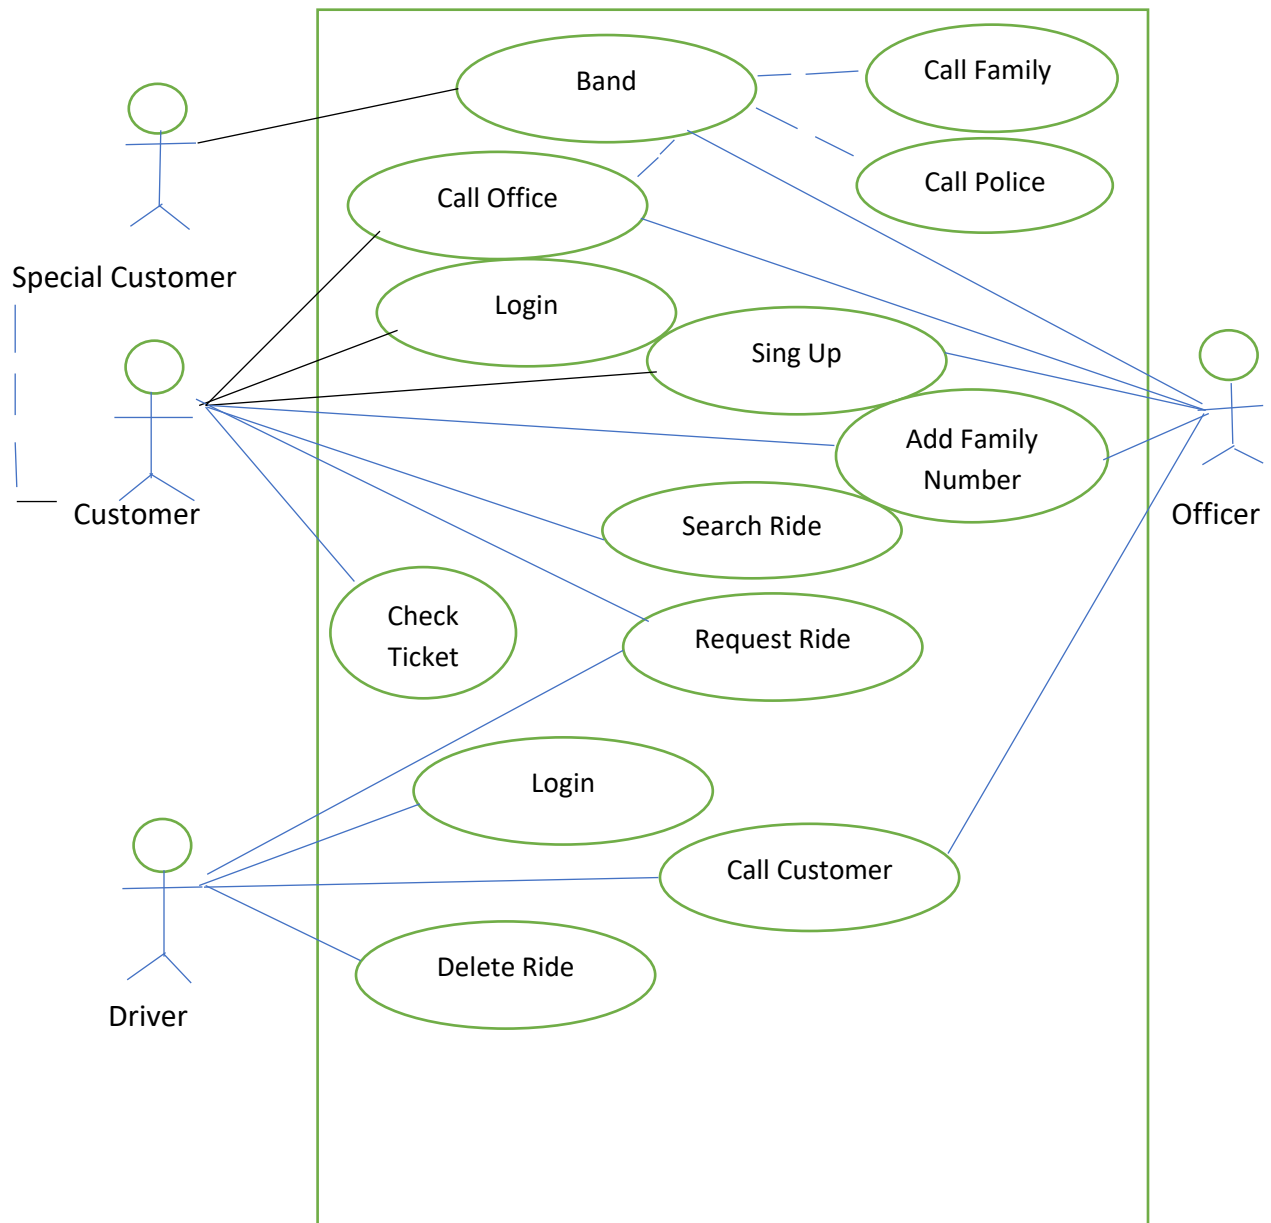 Band
Call Family
Call Police
Call Office
Special Customer
Login
Sing Up
Add Family
Number
Customer
Officer
Search Ride
Check
Ticket
Request Ride
Login
Call Customer
Delete Ride
Driver